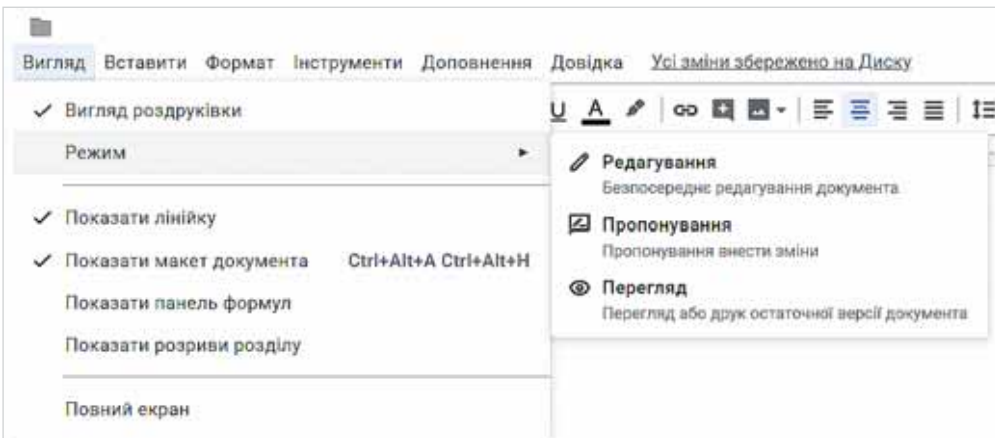 Вигляд Вставити Формат Інструменти Доповнення Довідка Усі зміни збережено на Диску
Вигляд роздруківки
U A
Режим
Редагування
Безпосереднє редагування документа
Пропонування
Пропонування внести зміни
Перегляд
Перегляд або друк остаточної версії документа
Показати лінійку
Показати макет документа Ctrl+Alt+A Ctrl+Alt+H
Показати панель формул
Показати розриви розділу
Повний екран